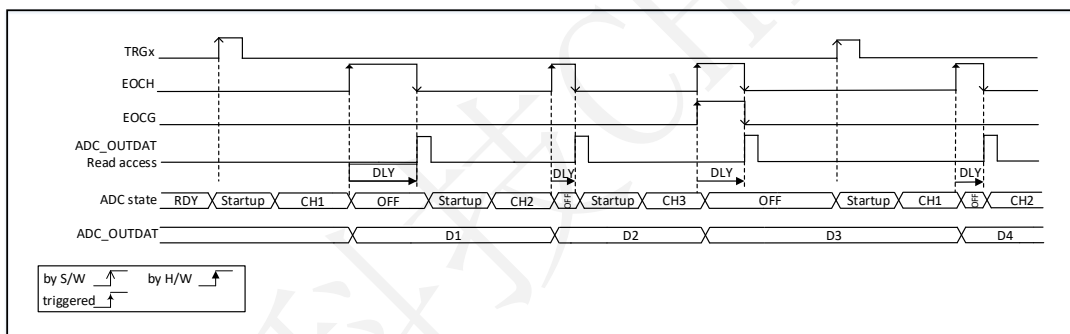 TRGx
EOCH
EOCG
ADC_OUTDAT
Read access
DLY DLY DLY DLY
ADC state RDY Startup CH1 OFF Startup CH2 OFF Startup CH3 OFF Startup CH1 OFF CH2
ADC_OUTDAT D1 D2 D3 D4
by S/W by H/W
triggered